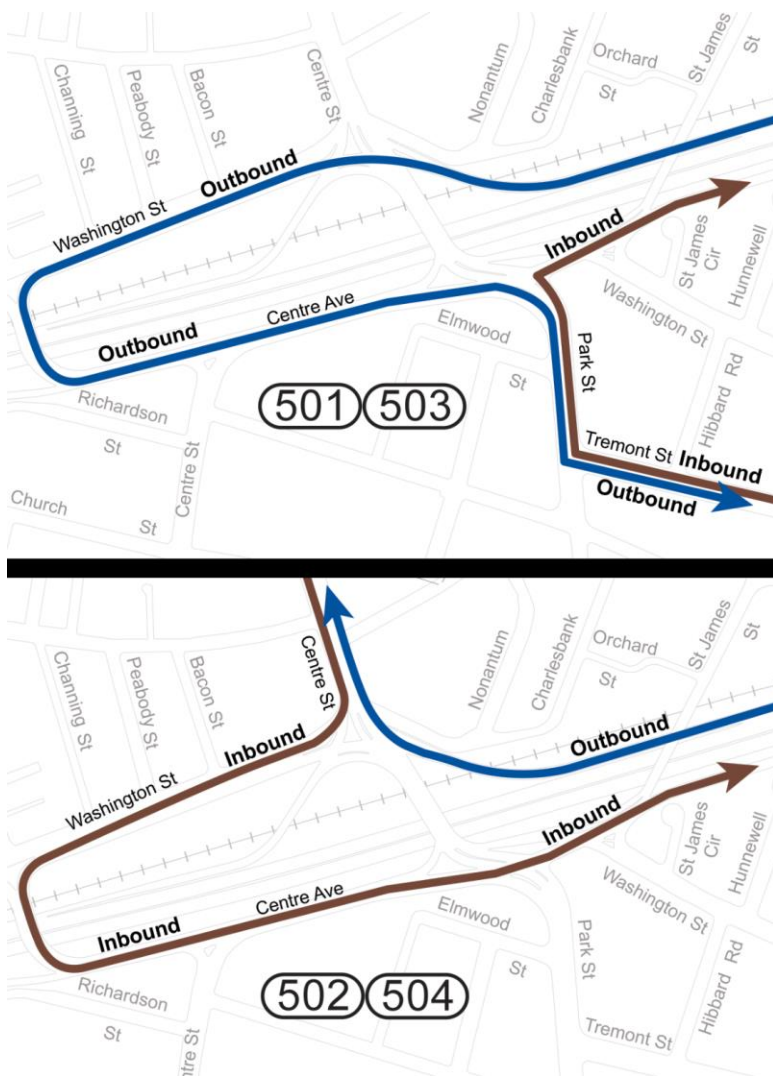 Channing
St
Peabody St
Bacon St
Centre St
Nonantum
Charlesbank
Orchard
St
St James
St
Outbound
Washington St
Inbound
St James
Cir
Hunnewell
Washington St
Centre Ave
Outbound
Elmwood
St
Park St
Hibbard Rd
Richardson
St
Centre St
501 503
Tremont St Inbound
Outbound
Church
St
Channing St
Peabody St
Bacon St
Centre St
Nonantum
Charlesbank
Orchard
St
St James
St
Inbound
Outbound
Washington St
Inbound
St James
Cir
Hunnewell
Washington St
Centre Ave
Inbound
Elmwood
St
Park St
Hibbard Rd
Richardson
St
502 504
Tremont St
ntre St